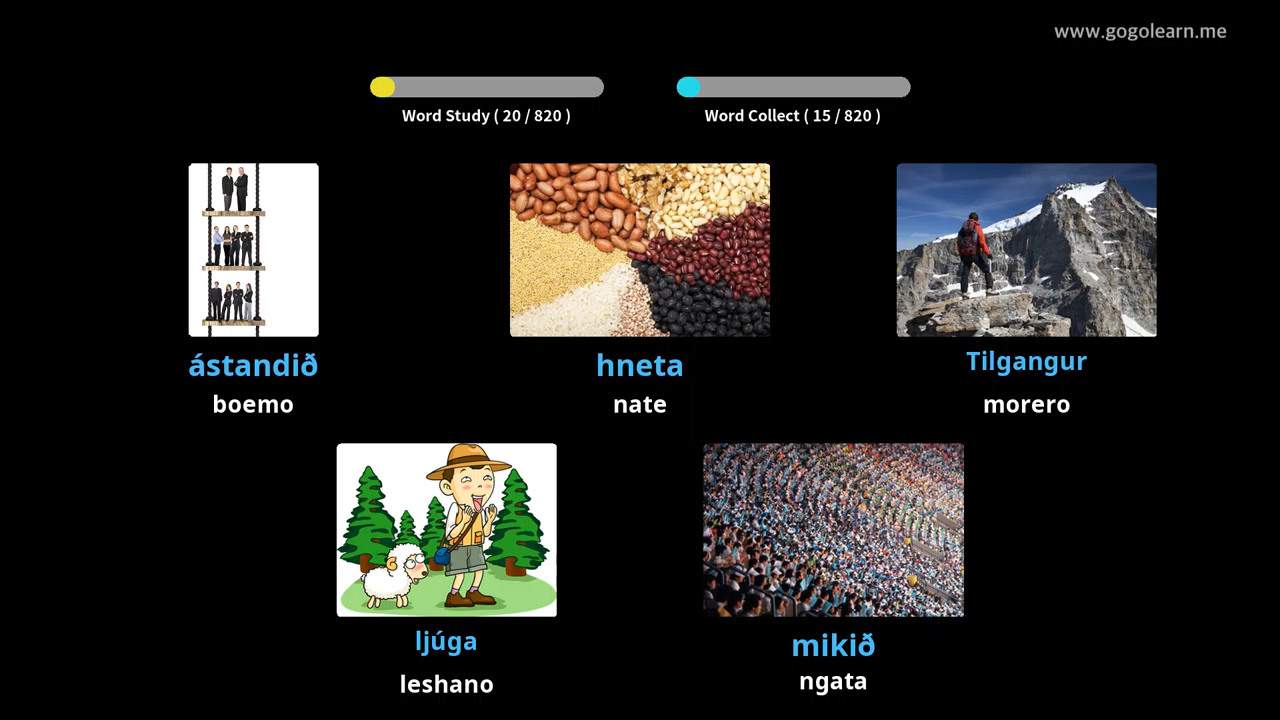 www.gogolearn.me
Word Study ( 20 / 820 )
Word Collect ( 15 / 820 )
ástandið
boemo
hneta
nate
Tilgangur
morero
ljúga
leshano
mikið
ngata